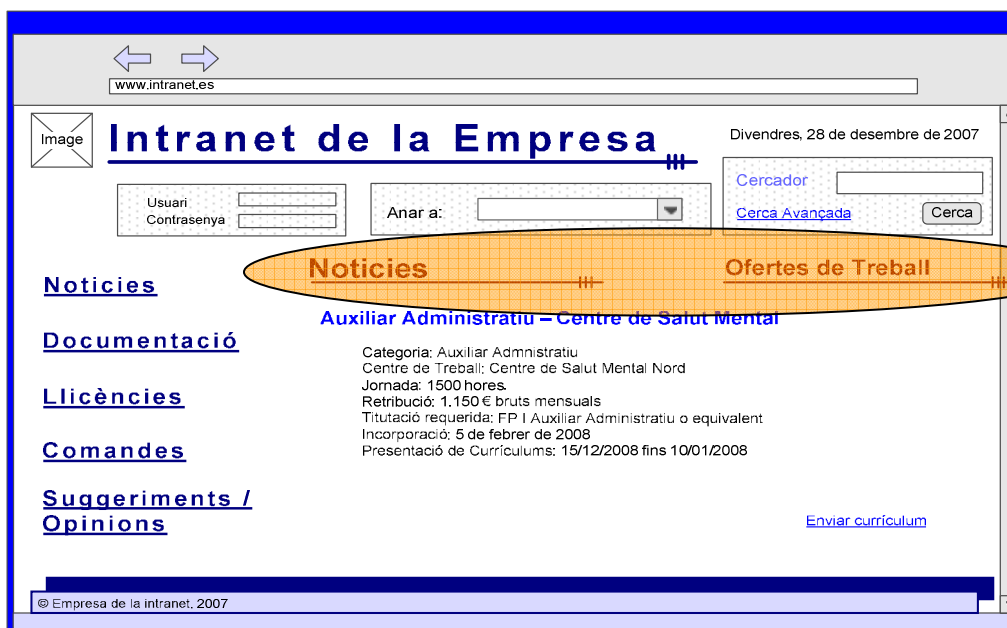 www.intranet.es
Image
Intranet de la Empresa
Divendres, 28 de desembre de 2007
Usuari
Contrasenya
Anar a:
Cercador
Cerca Avançada
Cerca
Noticies
Ofertes de Treball
Noticies
Documentació
Llicències
Comandes
Suggeriments /
Opinions
Auxiliar Administratiu – Centre de Salut Mental
Categoria: Auxiliar Admnistratiu
Centre de Treball: Centre de Salut Mental Nord
Jornada: 1500 hores.
Retribució: 1.150 € bruts mensuals
Titutació requerida: FP I Auxiliar Administratiu o equivalent
Incorporació: 5 de febrer de 2008
Presentació de Currículums: 15/12/2008 fins 10/01/2008
Enviar currículum
© Empresa de la intranet, 2007